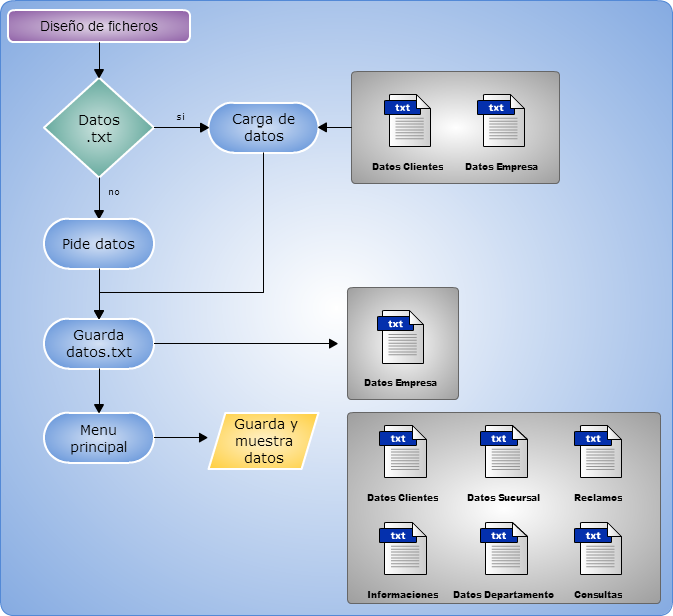 Diseño de ficheros
Datos
.txt
si
Carga de
datos
txt
txt
Datos Clientes
Datos Empresa
no
Pide datos
Guarda
datos.txt
txt
Datos Empresa
Menu
principal
Guarda y
muestra
datos
txt
txt
txt
Datos Clientes
Datos Sucursal
Reclamos
txt
txt
txt
Informaciones
Datos Departamento
Consultas